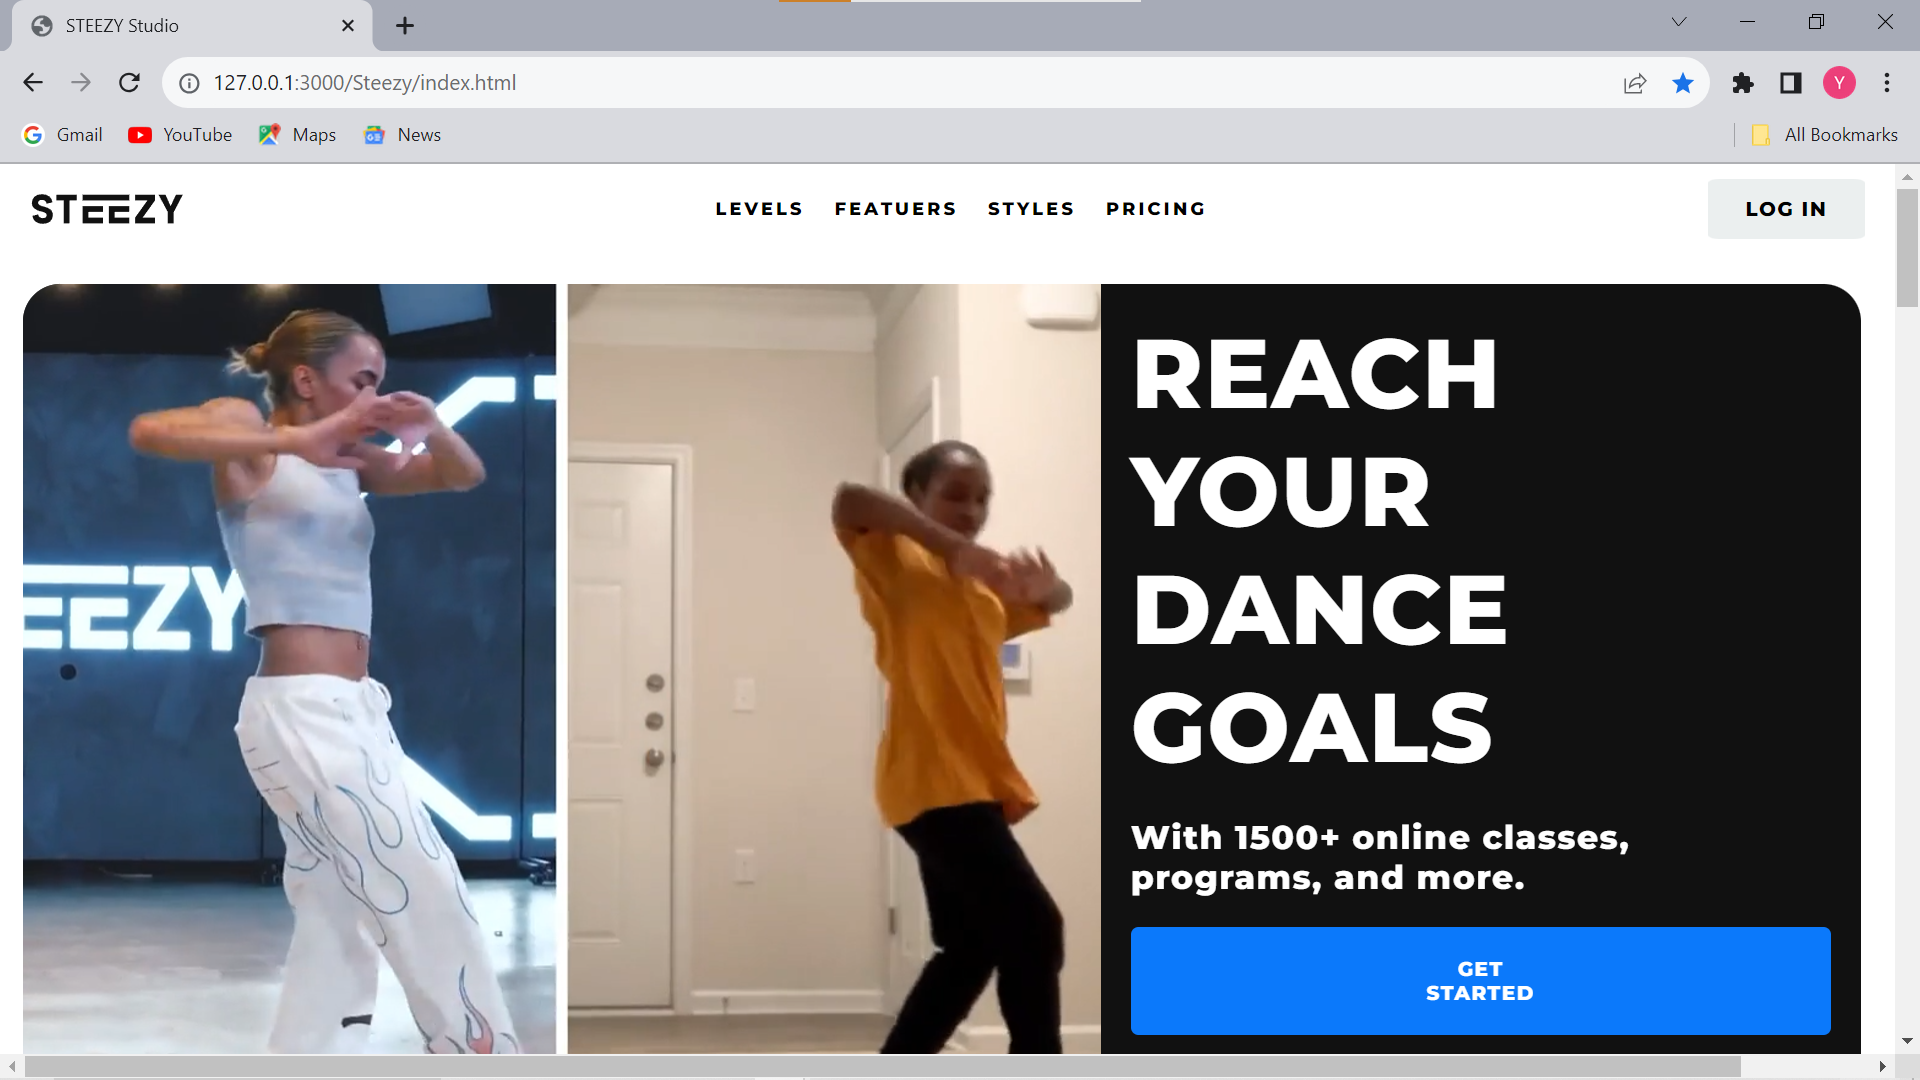 STEEZY Studio
127.0.0.1:3000/Steezy/index.html
Y
Gmail
YouTube
Maps
News
All Bookmarks
STEEZY
LEVELS
FEATUERS
STYLES
PRICING
LOG IN
EEZY
REACH
YOUR
DANCE
GOALS
With 1500+ online classes,
programs, and more.
GET
STARTED